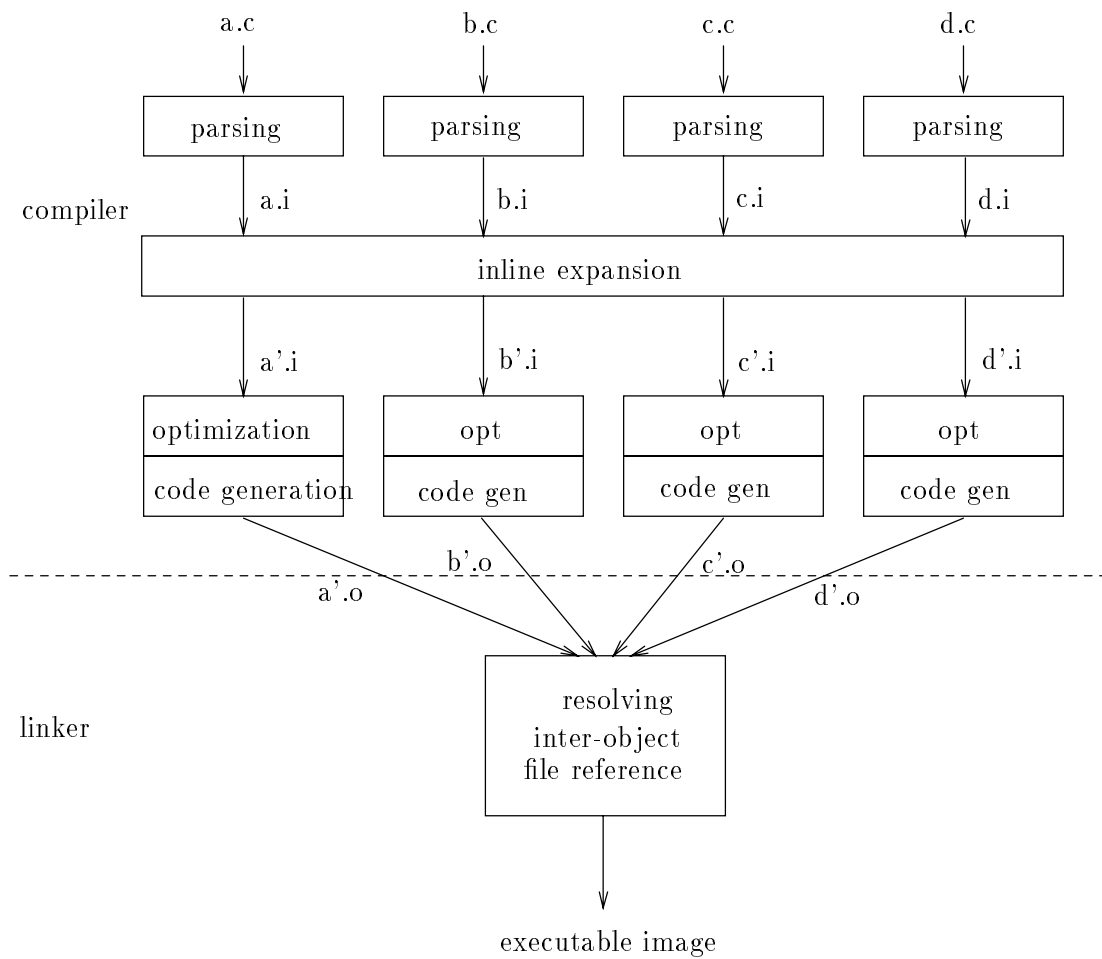 a.c
b.c
c.c
d.c
parsing
parsing
parsing
parsing
compiler
a.i
b.i
c.i
d.i
inline expansion
a'.i
b'.i
c'.i
d'.i
optimization
opt
opt
opt
code generation
code gen
code gen
code gen
b'.o
c'.o
a'.o
d'.o
linker
resolving
inter-object
file reference
executable image